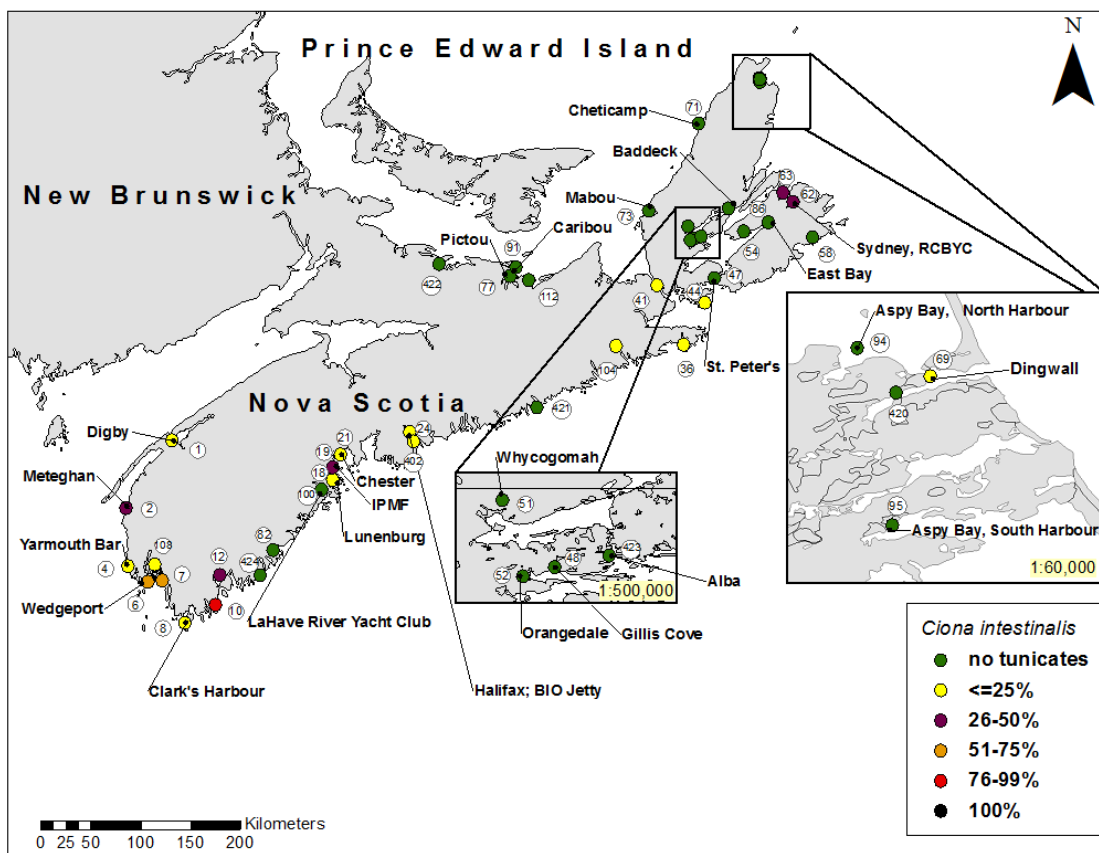 Prince Edward Island
N
Cheticamp
71
Baddeck
New Brunswick
63
62
Mabou
73
86
Caribou
Pictou
91
54
58
Sydney, RCBYC
422
77
112
47
East Bay
41
44
Aspy Bay, North Harbour
94
69
St. Peter's
104
36
Dingwall
Nova Scotia
421
420
Digby
1
21
24
19
402
Whycogomah
Meteghan
18
Chester
51
95
2
100
IPMF
Aspy Bay, South Harbour
Lunenburg
82
Yarmouth Bar
108
12
424
48
423
4
7
52
Alba
1:60,000
1:500,000
Wedgeport
6
10
LaHave River Yacht Club
8
Orangedale
Gillis Cove
Clark's Harbour
Halifax; BIO Jetty
Ciona intestinalis
no tunicates
<=25%
26-50%
51-75%
76-99%
100%
Kilometers
0 25 50 100 150 200